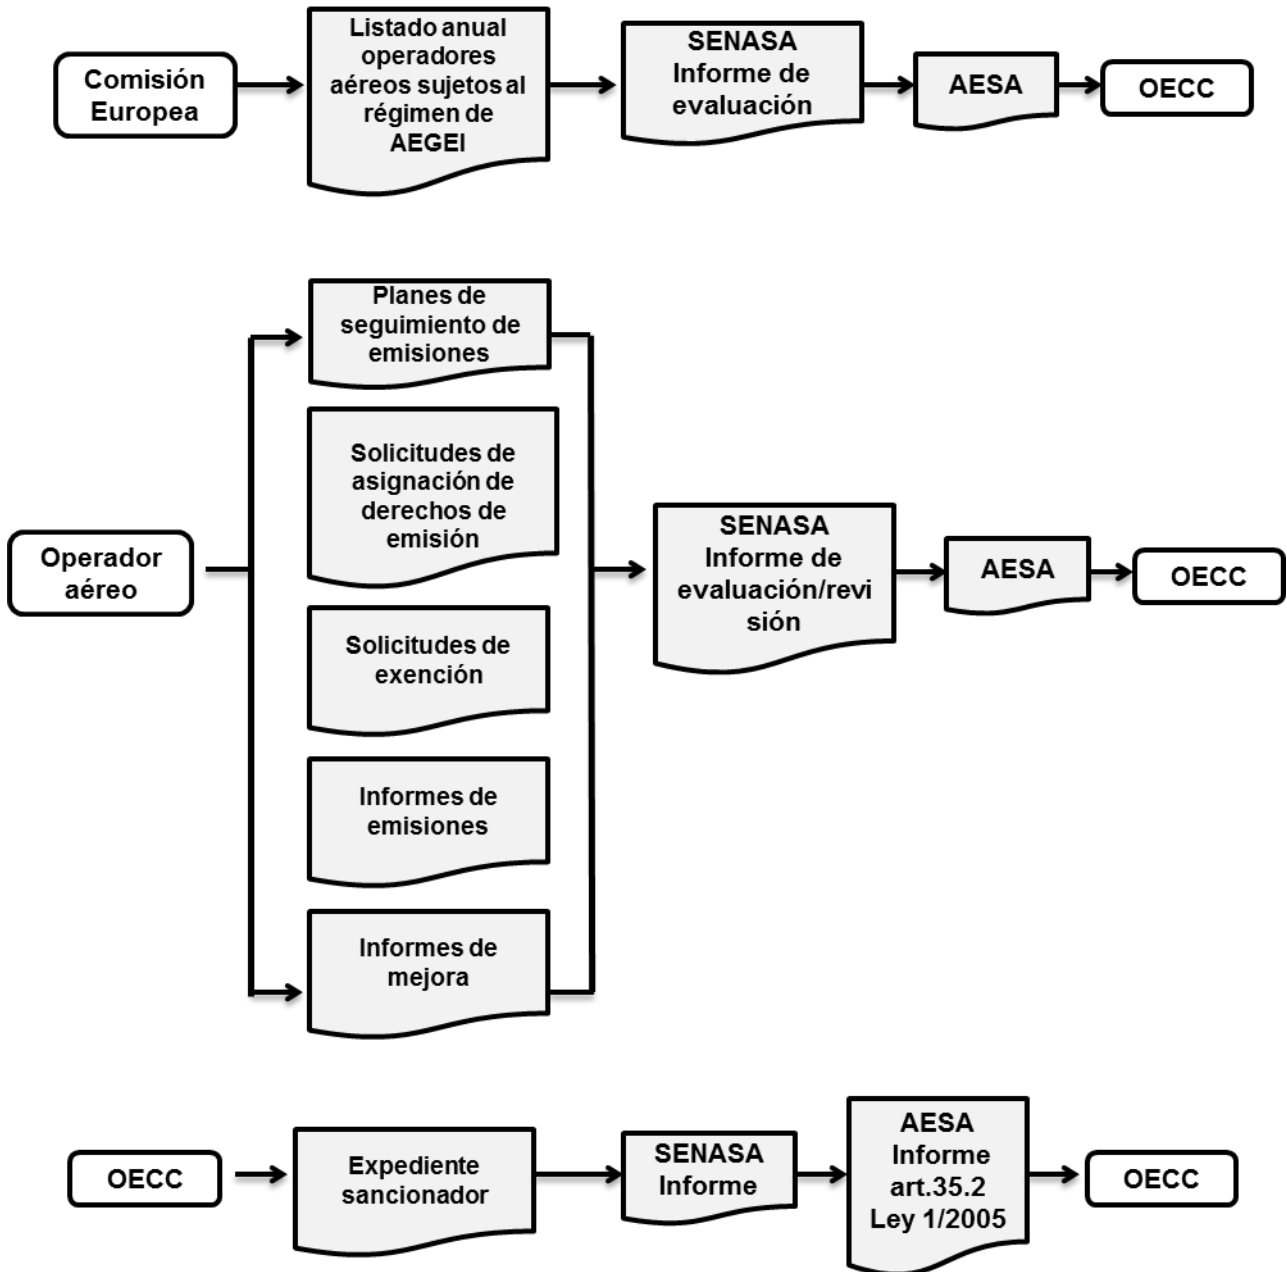 Comisión
Europea
Listado anual
operadores
aéreos sujetos al
régimen de
AEGEI
SENASA
Informe de
evaluación
AESA
OECC
Operador
aéreo
Planes de
seguimiento de
emisiones
Solicitudes de
asignación de
derechos de
emisión
Solicitudes de
exención
Informes de
emisiones
Informes de
mejora
SENASA
Informe de
evaluación/revi
sión
AESA
OECC
OECC
Expediente
sancionador
SENASA
Informe
AESA
Informe
art.35.2
Ley 1/2005
OECC